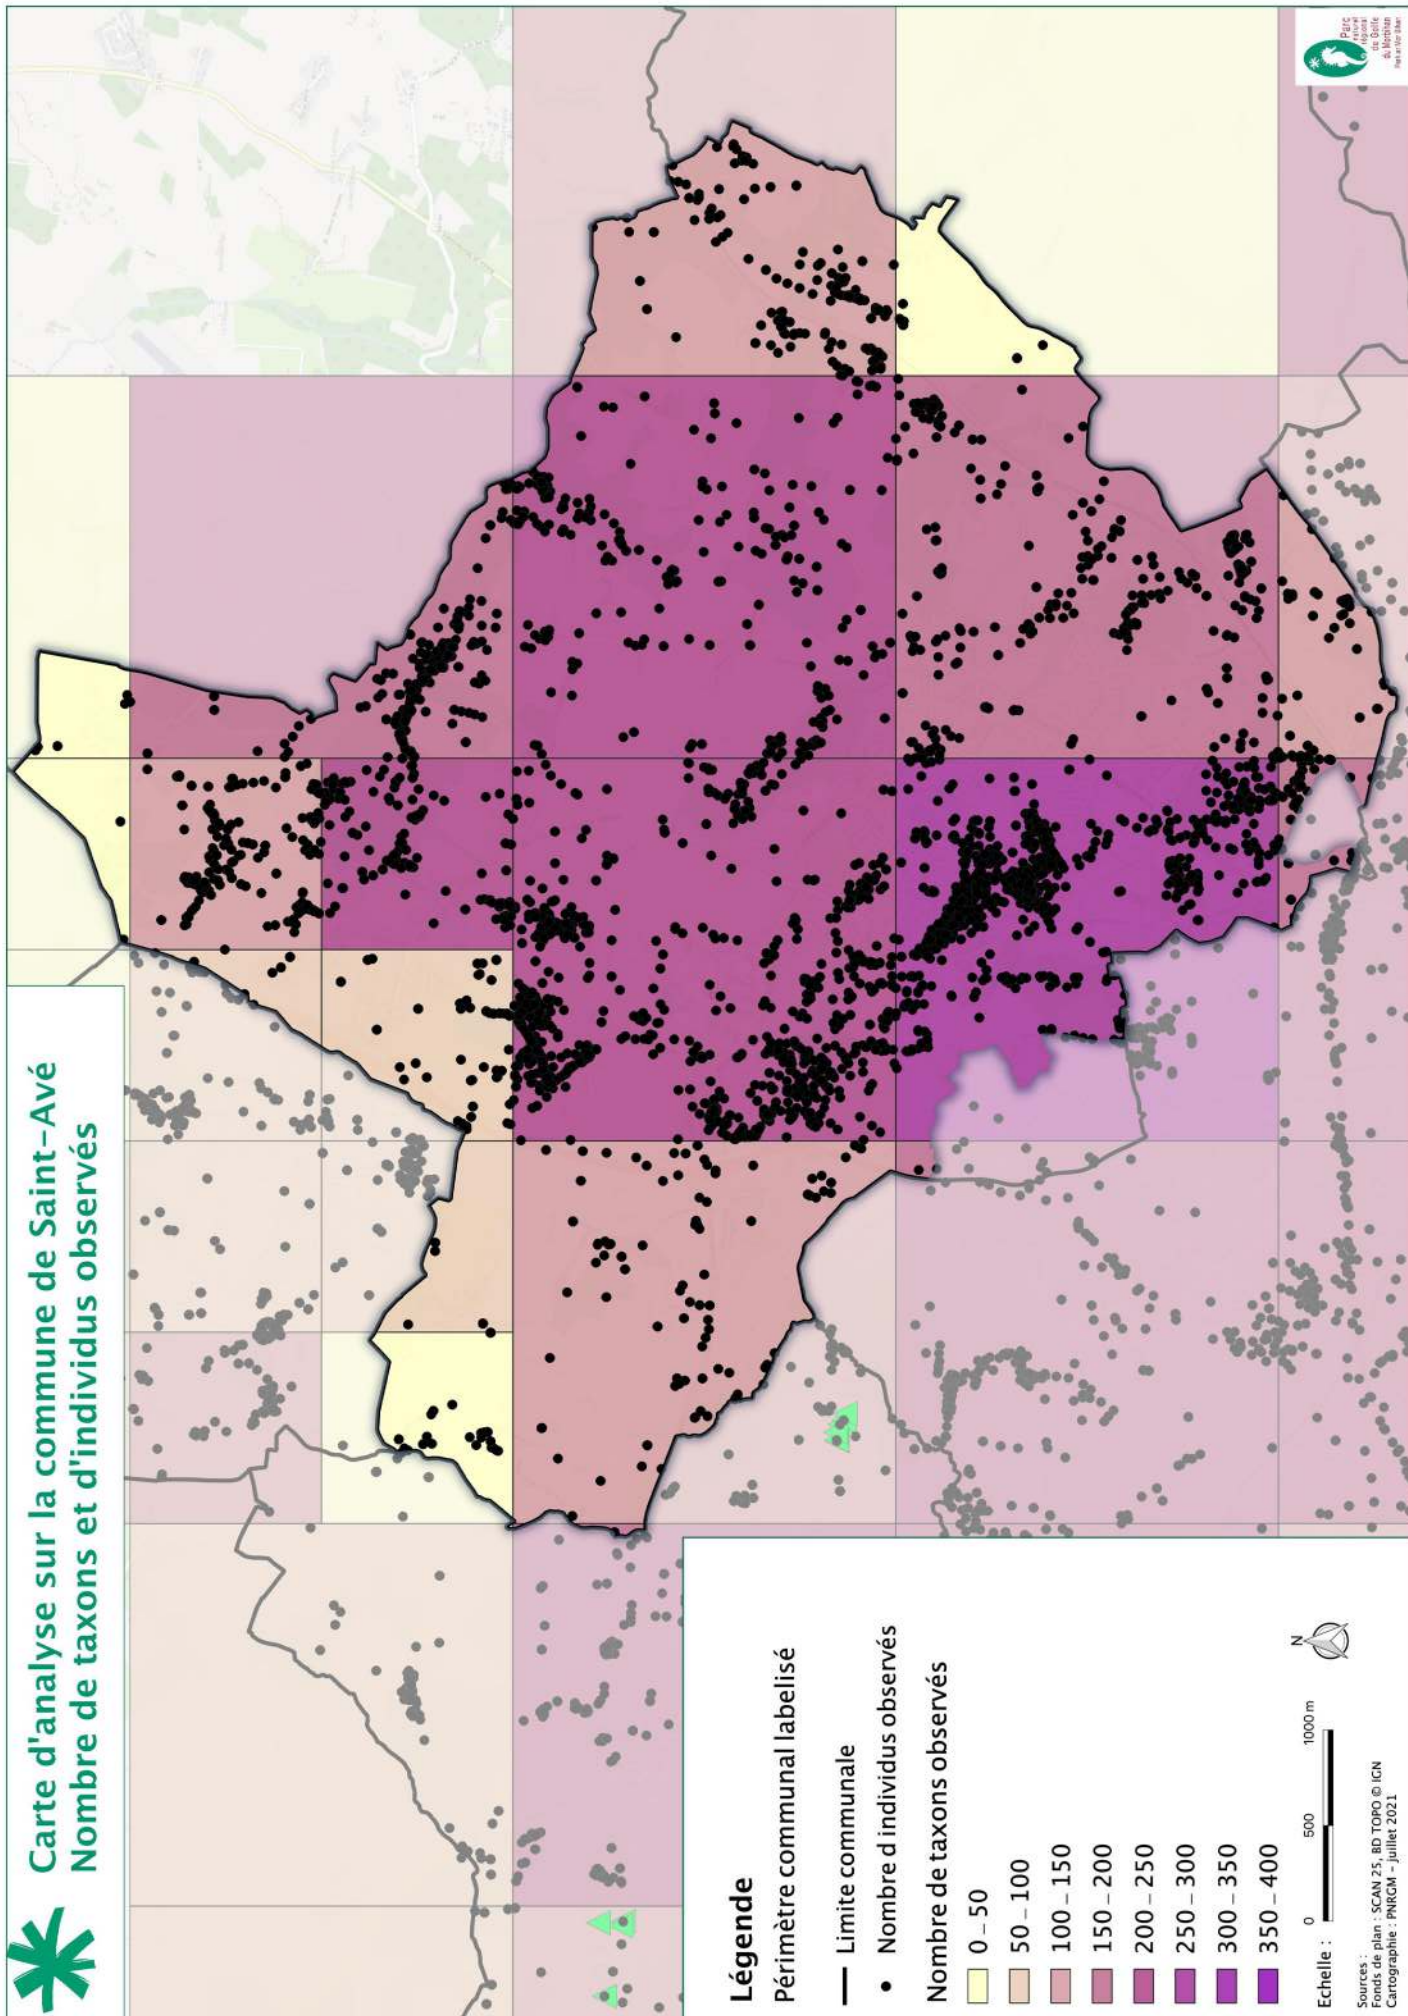 Carte d'analyse sur la commune de Saint-Avé
Nombre de taxons et d'individus observés
Légende
Périmètre communal labelisé
Limite communale
Nombre d individus observés
Nombre de taxons observés
0 – 50
50 – 100
100 – 150
150 – 200
200 – 250
250 – 300
300 – 350
350 – 400
Echelle :
0
500
1000 m
N
Sources :
Fonds de plan : SCAN 25, BD TOPO © IGN
Cartographie : PNRGM – juillet 2021
Parc
naturel
régional
du Morbihan